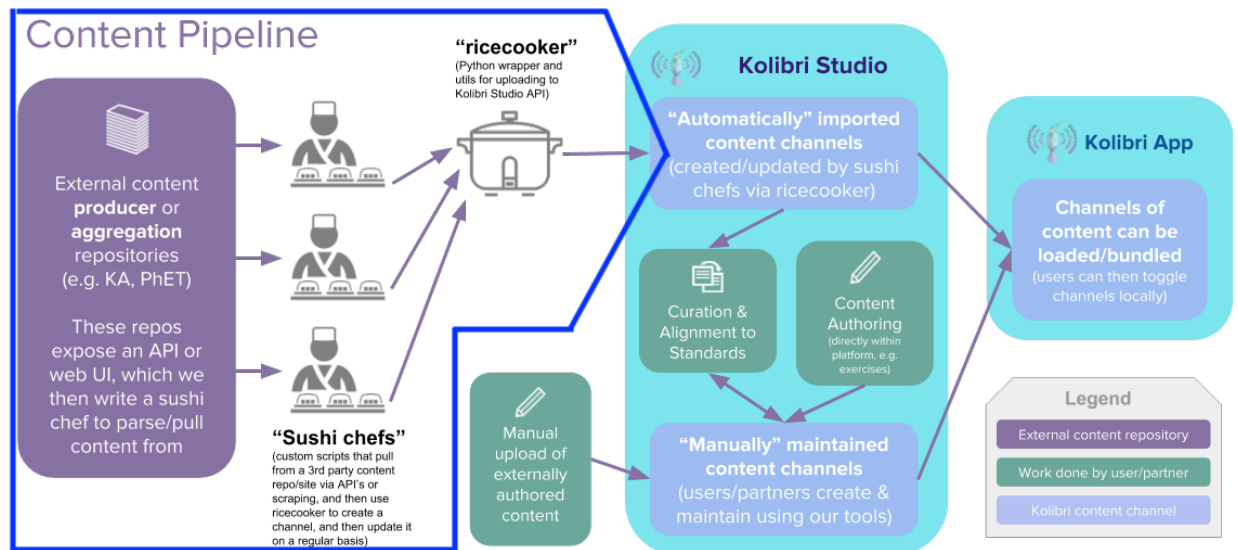 Content Pipeline
External content
producer or
aggregation
repositories
(e.g. KA, PhET)
These repos
expose an API or
web UI, which we
then write a sushi
chef to parse/pull
content from
“Sushi chefs”
(custom scripts that pull
from a 3rd party content
repo/site via API's or
scraping, and then use
ricecooker to create a
channel, and then update it
on a regular basis)
“ricecooker”
(Python wrapper and
utils for uploading to
Kolibri Studio API)
Manual
upload of
externally
authored
content
Kolibri Studio
“Automatically” imported
content channels
(created/updated by sushi
chefs via ricecooker)
Curation &
Alignment to
Standards
Content
Authoring
(directly within
platform, e.g.
exercises)
“Manually” maintained
content channels
(users/partners create &
maintain using our tools)
Kolibri App
Channels of
content can be
loaded/bundled
(users can then toggle
channels locally)
Legend
External content repository
Work done by user/partner
Kolibri content channel